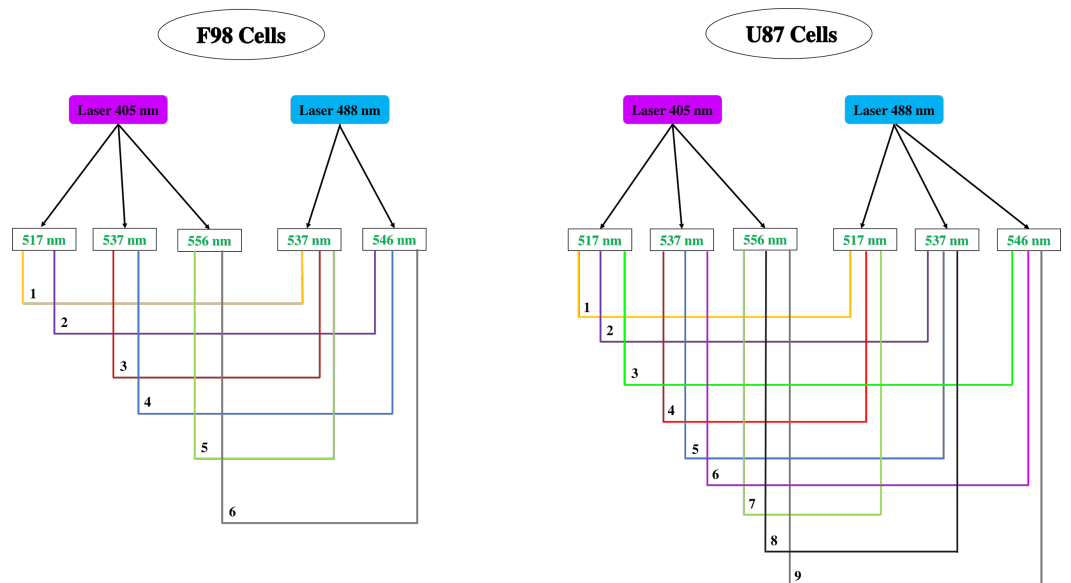 F98 Cells
U87 Cells
Laser 405 nm
Laser 488 nm
Laser 405 nm
Laser 488 nm
517 nm
537 nm
556 nm
537 nm
546 nm
517 nm
537 nm
556 nm
517 nm
537 nm
546 nm
1
2
3
4
5
6
1
2
3
4
5
6
7
8
9